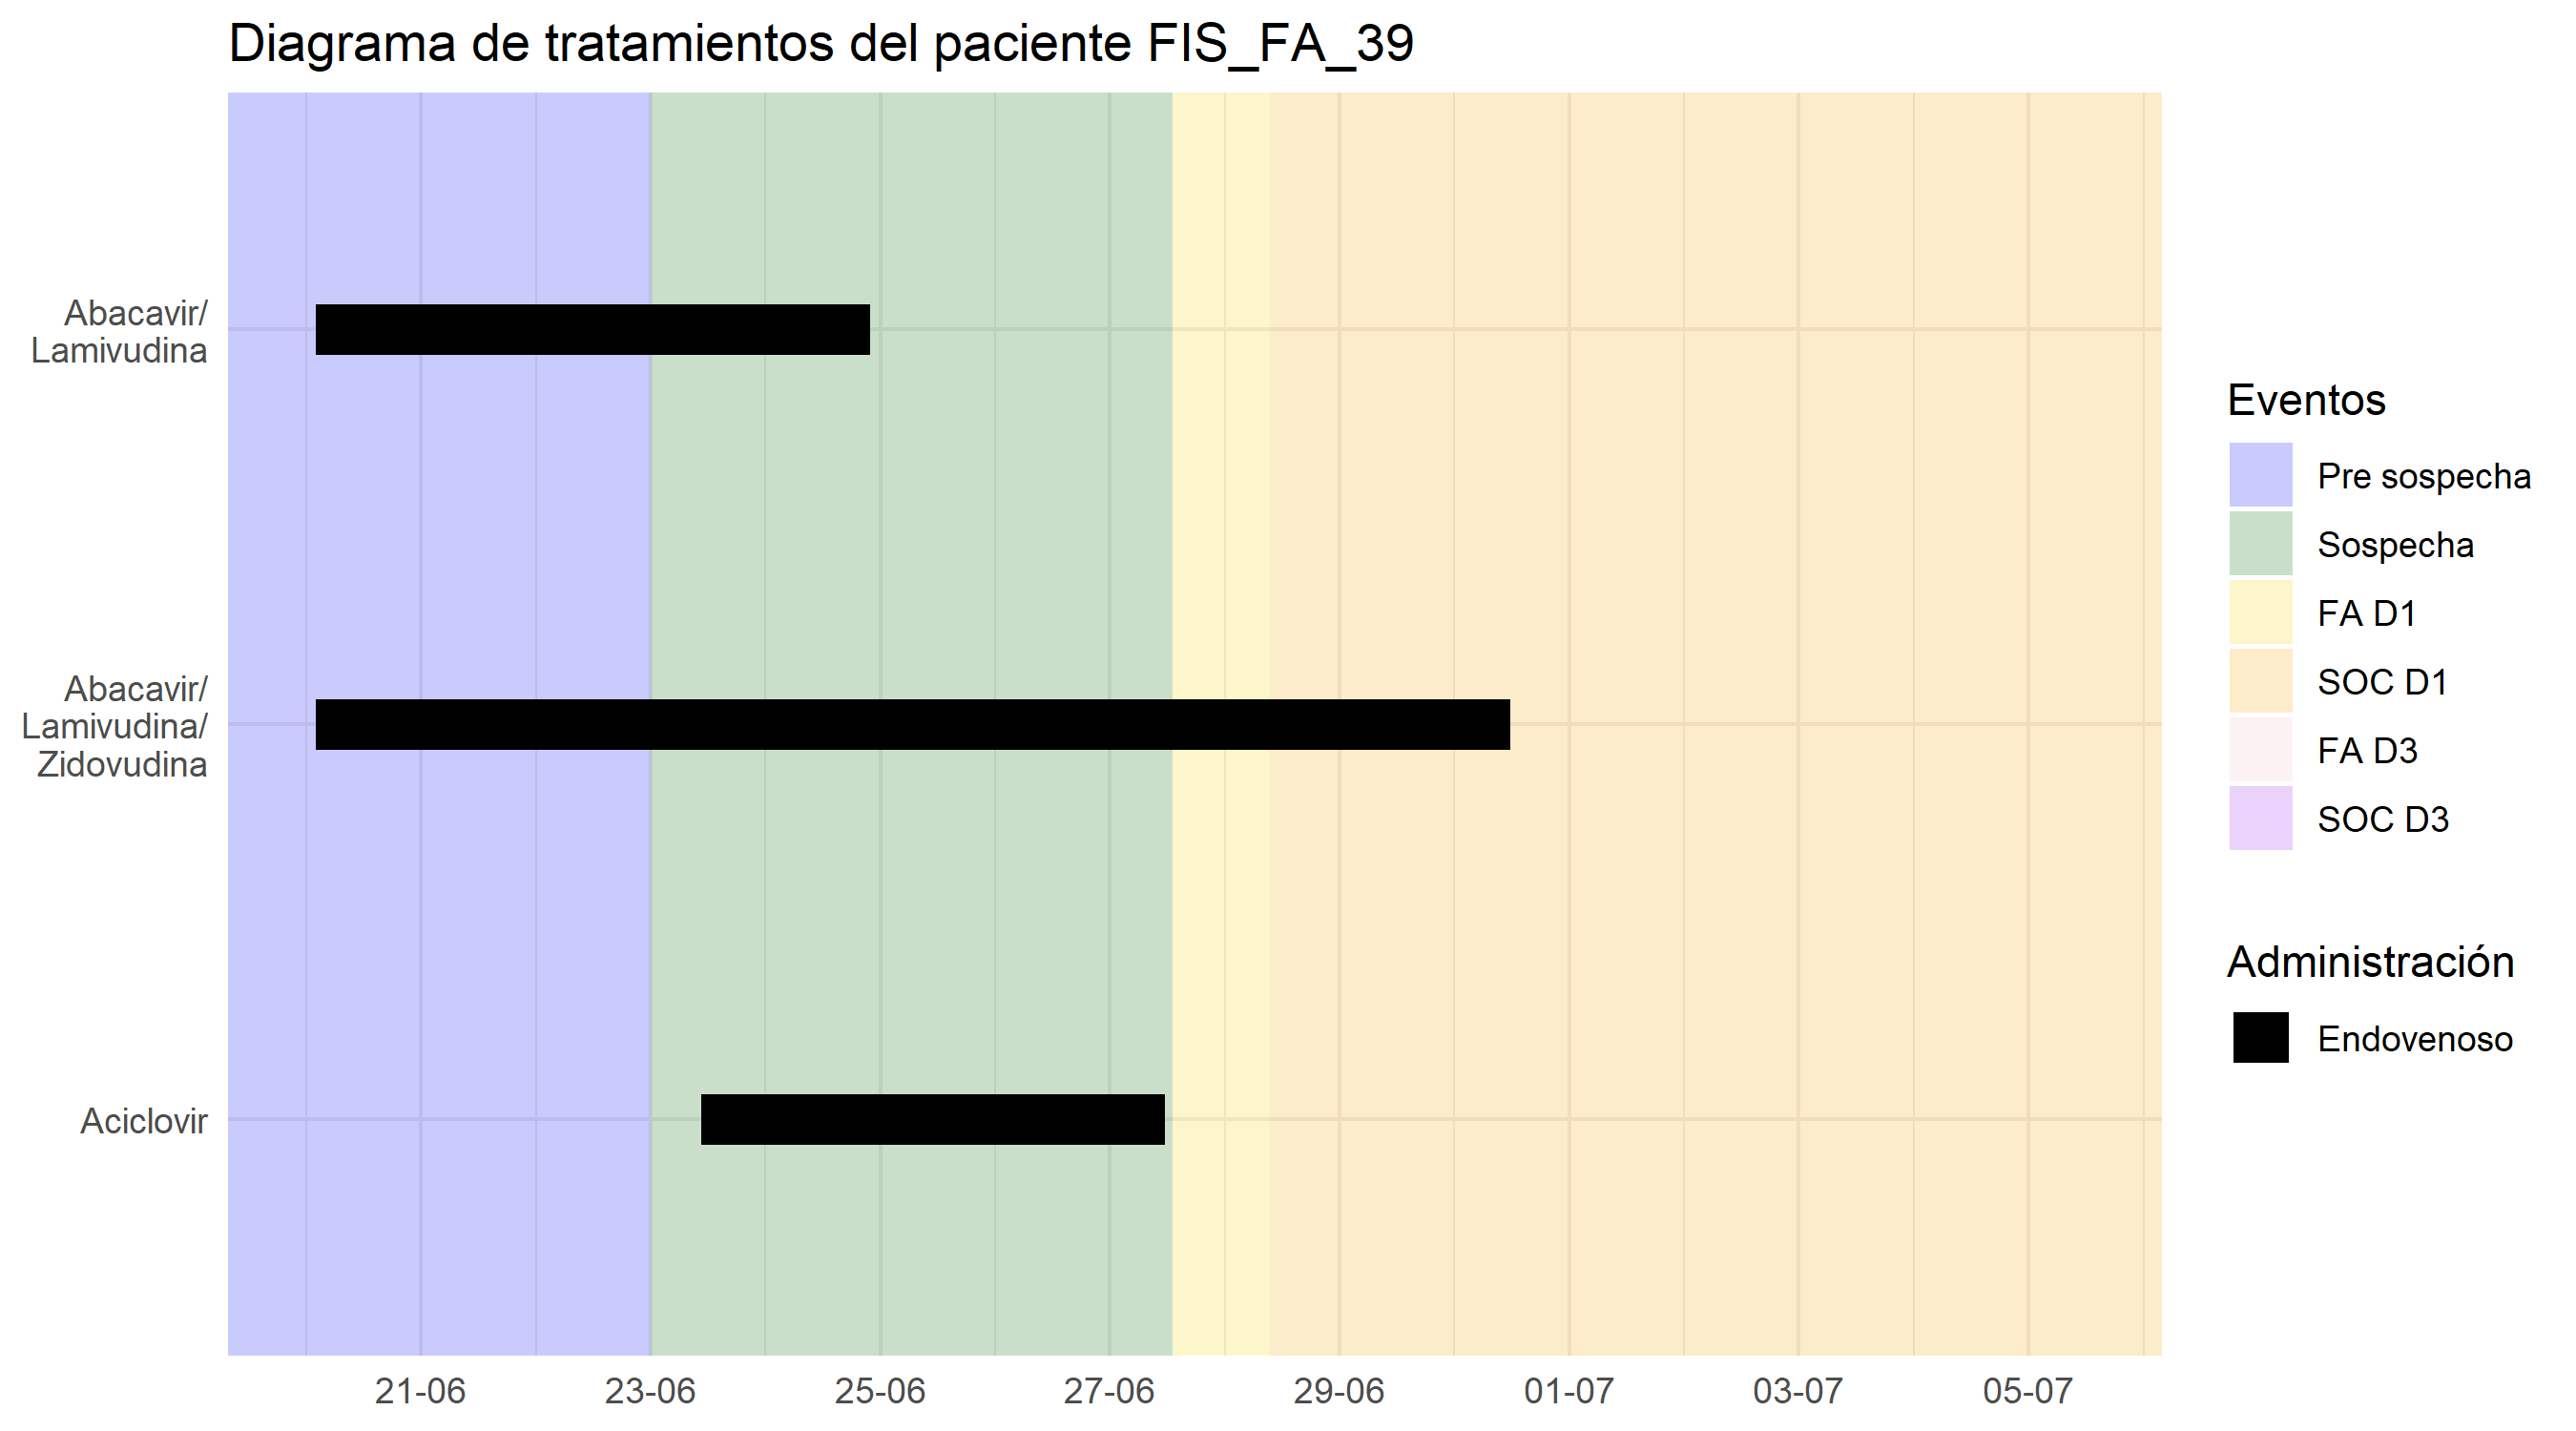 Diagrama de tratamientos del paciente FIS_FA_39
Abacavir/
Lamivudina
Abacavir/
Lamivudina/
Zidovudina
Aciclovir
21-06
23-06
25-06
27-06
29-06
01-07
03-07
05-07
Eventos
Pre sospecha
Sospecha
FA D1
SOC D1
FA D3
SOC D3
Administración
Endovenoso